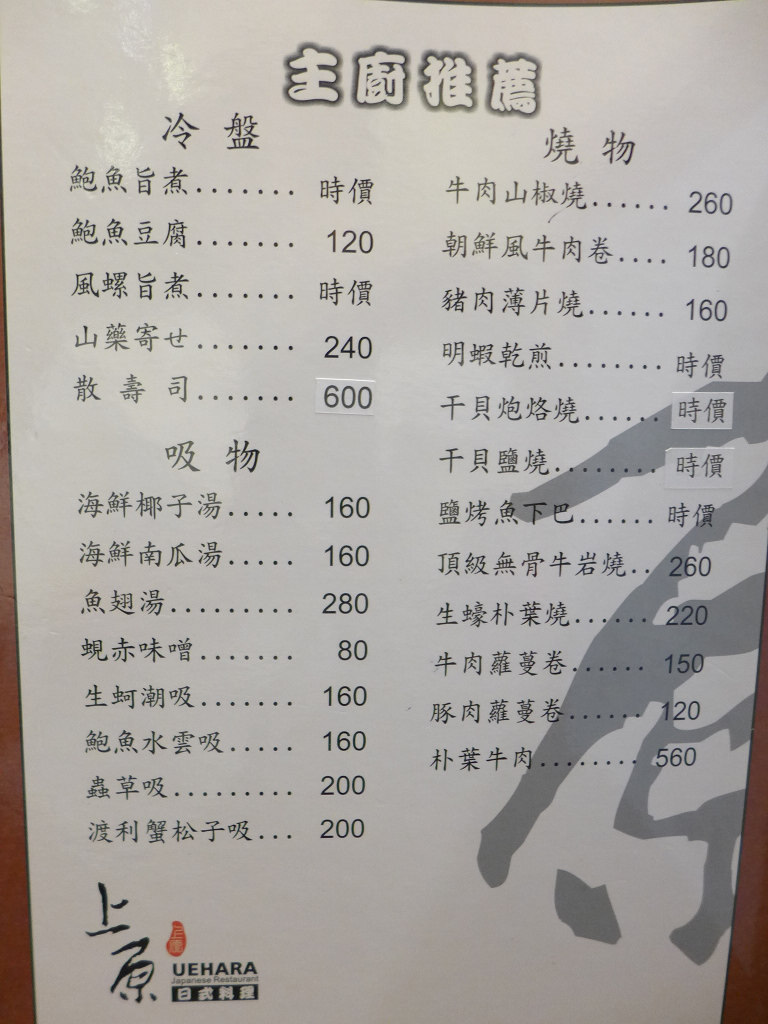 主廚推薦
冷盤
鮑魚旨煮....... 時價
鮑魚豆腐....... 120
風螺旨煮....... 時價
山藥寄せ....... 240
散壽司....... 600
吸物
海鮮椰子湯..... 160
海鮮南瓜湯..... 160
魚翅湯......... 280
蜆赤味噌....... 80
生蚵潮吸....... 160
鮑魚水雲吸..... 160
蟲草吸......... 200
渡利蟹松子吸... 200
燒物
牛肉山椒燒...... 260
朝鮮風牛肉卷.... 180
豬肉薄片燒...... 160
明蝦乾煎........ 時價
干貝炮烙燒...... 時價
干貝鹽燒........ 時價
鹽烤魚下巴...... 時價
頂級無骨牛岩燒.. 260
生蠔朴葉燒...... 220
牛肉蘿蔓卷...... 150
豚肉蘿蔓卷...... 120
朴葉牛肉........ 560
上原
上原
UEHARA
Japanese Restaurant
日式料理